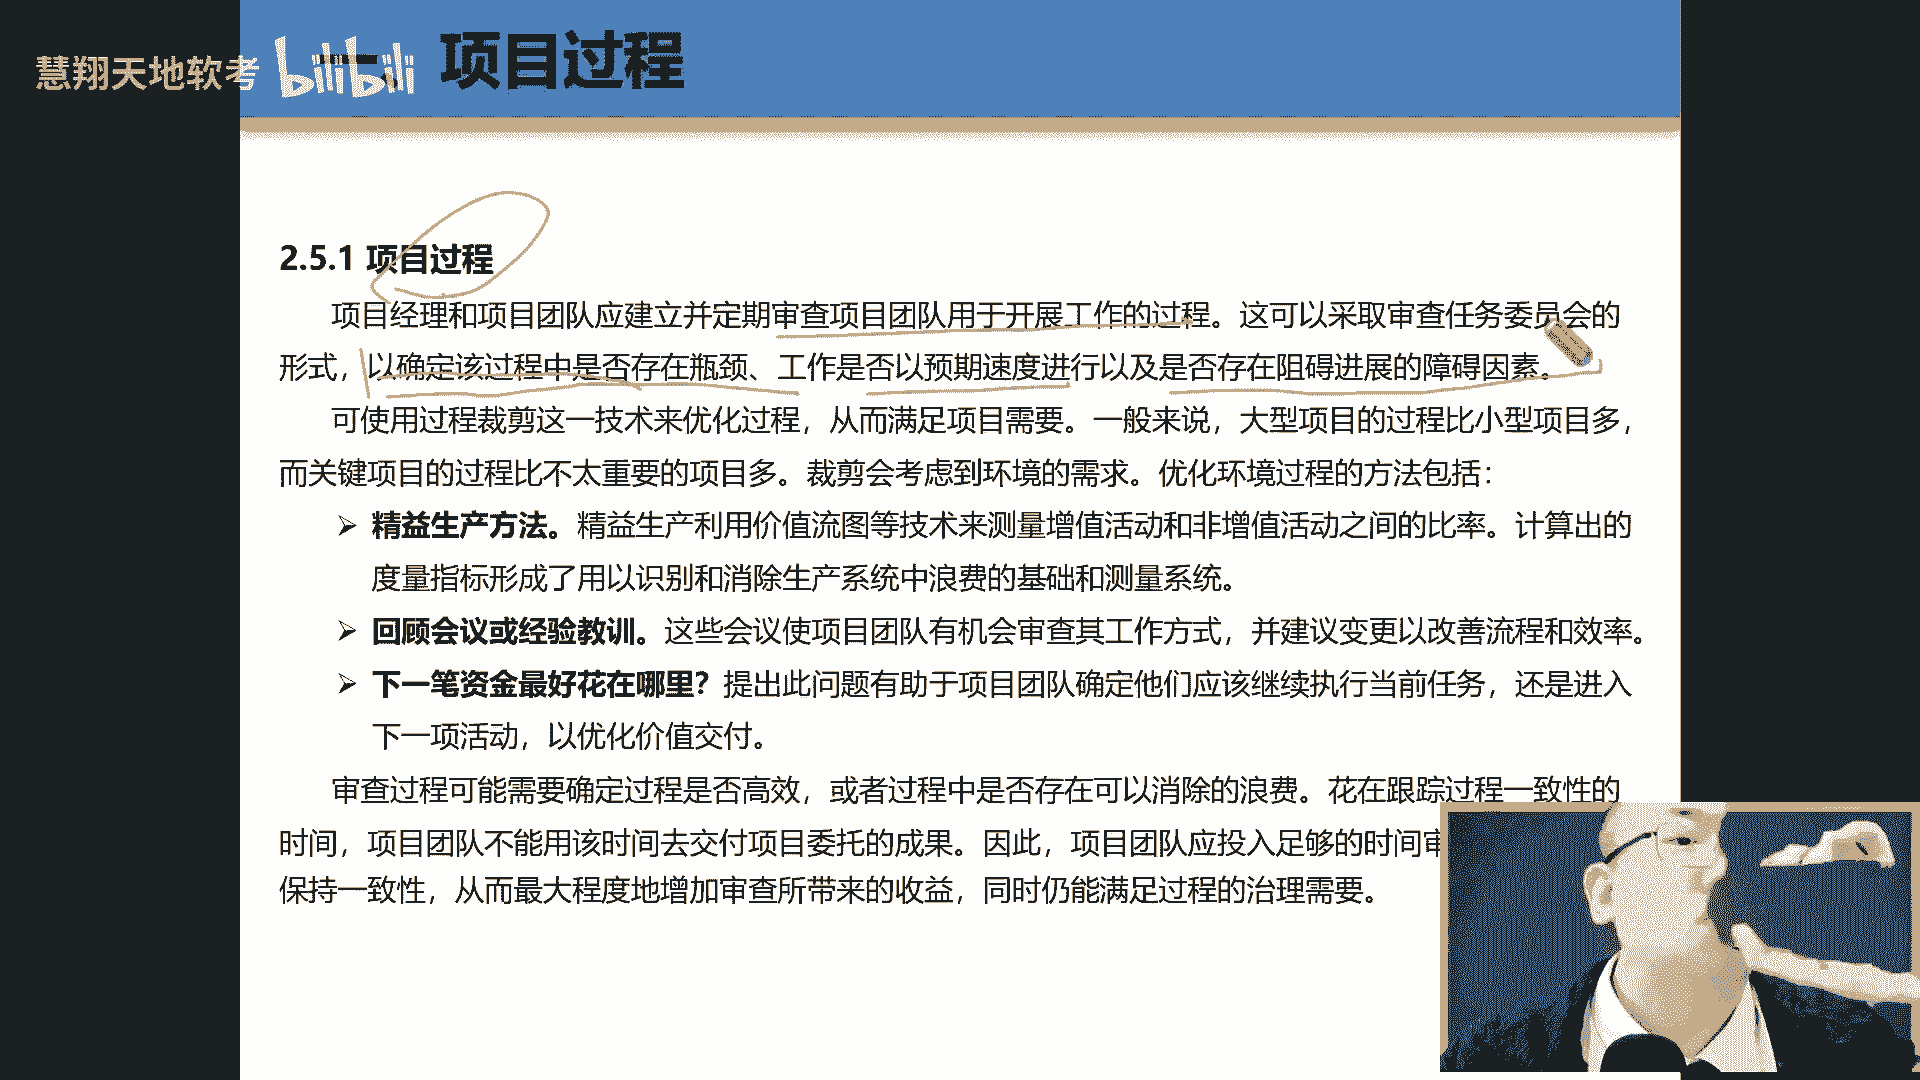 慧翔天地软考 bilibili 、项目过程
2.5.1 项目过程
项目经理和项目团队应建立并定期审查项目团队用于开展工作的过程。这可以采取审查任务委员会的
形式，以确定该过程中是否存在瓶颈、工作是否以预期速度进行以及是否存在阻碍进展的障碍因素。
可使用过程裁剪这一技术来优化过程，从而满足项目需要。一般来说，大型项目的过程比小型项目多，
而关键项目的过程比不太重要的项目多。裁剪会考虑到环境的需求。优化环境过程的方法包括：
➢ 精益生产方法。精益生产利用价值流图等技术来测量增值活动和非增值活动之间的比率。计算出的
度量指标形成了用以识别和消除生产系统中浪费的基础和测量系统。
➢ 回顾会议或经验教训。这些会议使项目团队有机会审查其工作方式，并建议变更以改善流程和效率。
➢ 下一笔资金最好花在哪里？提出此问题有助于项目团队确定他们应该继续执行当前任务，还是进入
下一项活动，以优化价值交付。
审查过程可能需要确定过程是否高效，或者过程中是否存在可以消除的浪费。花在跟踪过程一致性的
时间，项目团队不能用该时间去交付项目委托的成果。因此，项目团队应投入足够的时间审
保持一致性，从而最大程度地增加审查所带来的收益，同时仍能满足过程的治理需要。